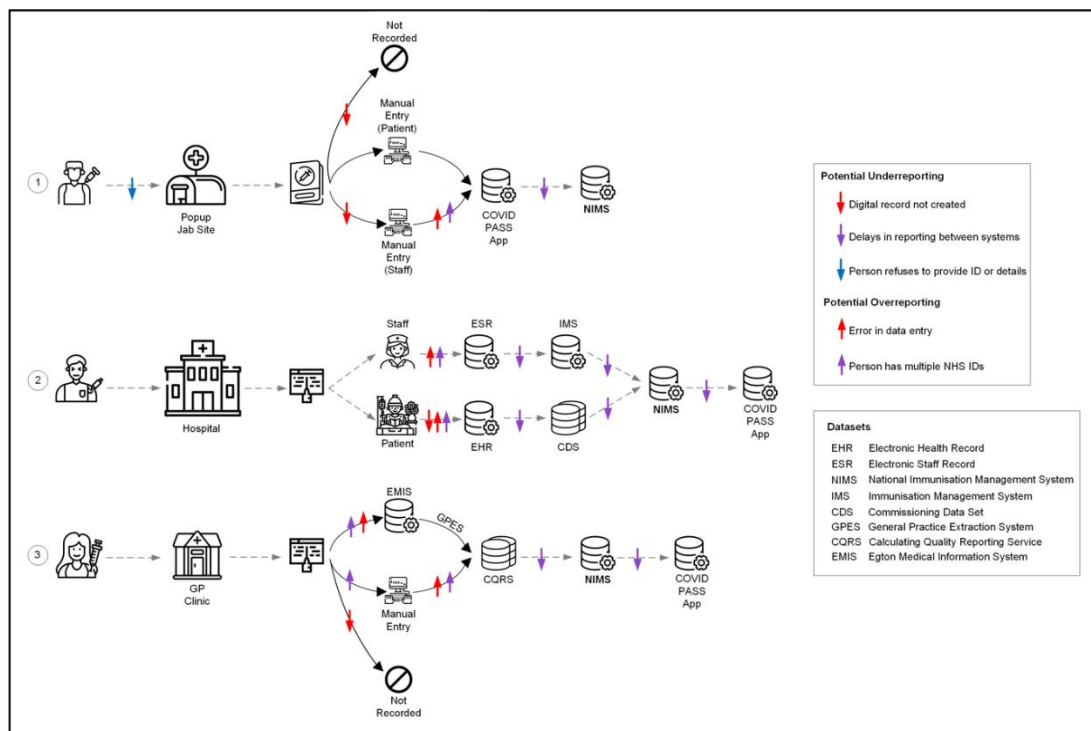 Not
Recorded
Manual
Entry
(Patient)
1
Popup
Jab Site
Manual
Entry
(Staff)
COVID
PASS
App
NIMS
Potential Underreporting
Digital record not created
Delays in reporting between systems
Person refuses to provide ID or details
Potential Overreporting
Error in data entry
Person has multiple NHS IDs
Staff
ESR
IMS
2
Hospital
Patient
EHR
CDS
NIMS
COVID
PASS
App
Datasets
EHR Electronic Health Record
ESR Electronic Staff Record
NIMS National Immunisation Management System
IMS Immunisation Management System
CDS Commissioning Data Set
GPES General Practice Extraction System
CQRS Calculating Quality Reporting Service
EMIS Egton Medical Information System
EMIS
GPES
3
GP
Clinic
Manual
Entry
CQRS
NIMS
COVID
PASS
App
Not
Recorded